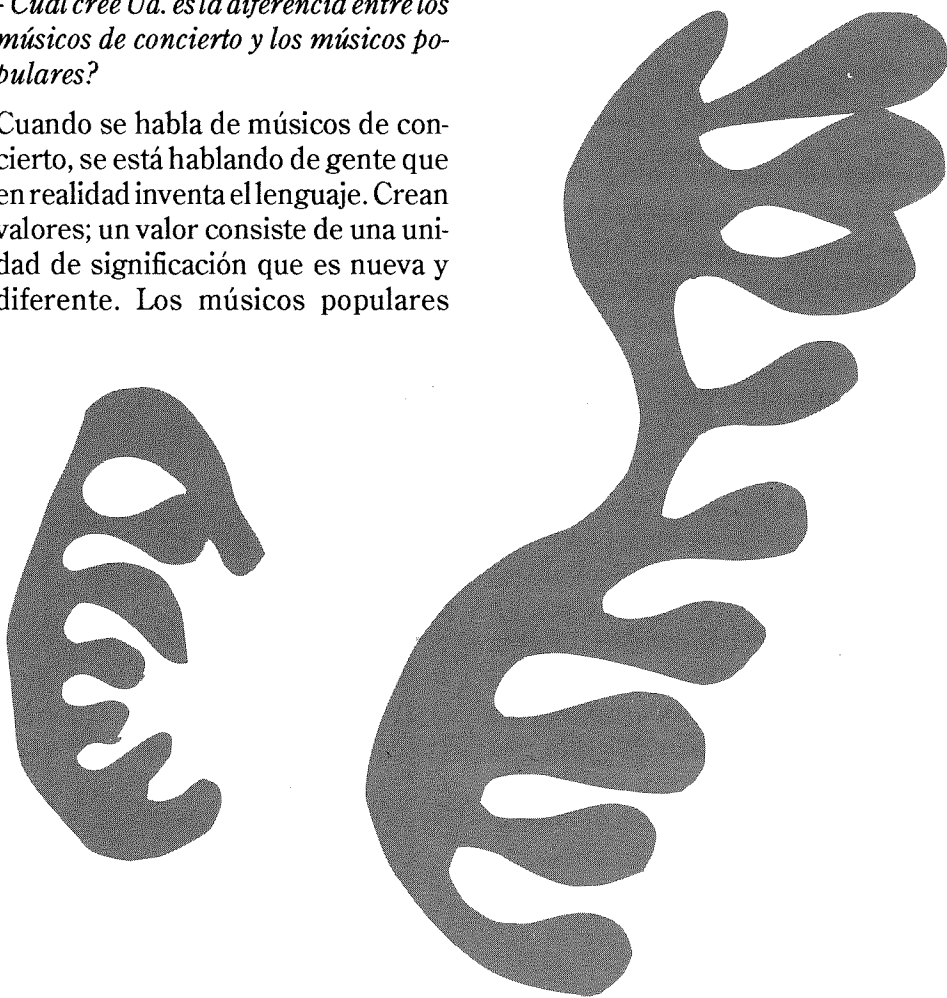 - Cuál cree Ud. es la diferencia entre los
músicos de concierto y los músicos po-
pulares?
Cuando se habla de músicos de con-
cierto, se está hablando de gente que
en realidad inventa el lenguaje. Crean
valores; un valor consiste de una uni-
dad de significación que es nueva y
diferente. Los músicos populares